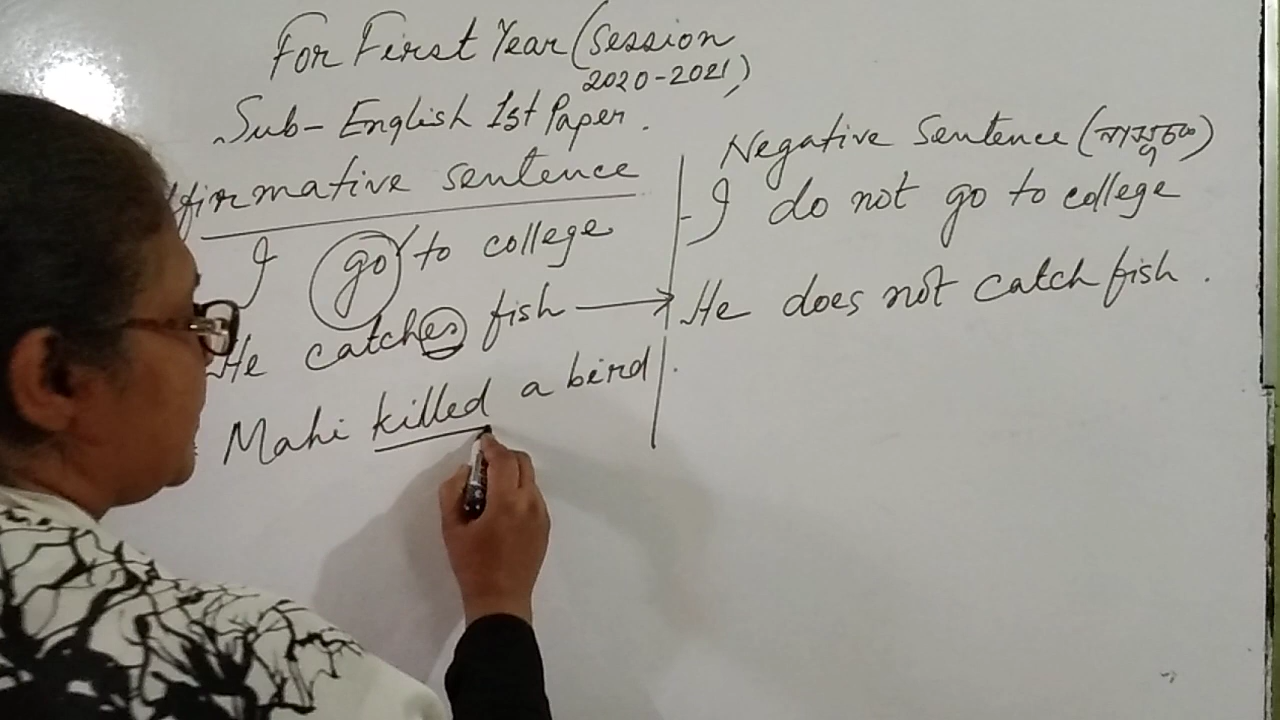 For First Year (Session
2020-2021)
Sub- English 1st Paper.
ffirmative sentence
I go to college
He catches fish
Mahi killed a bird.
Negative Sentence
I do not go to college
He does not catch fish.